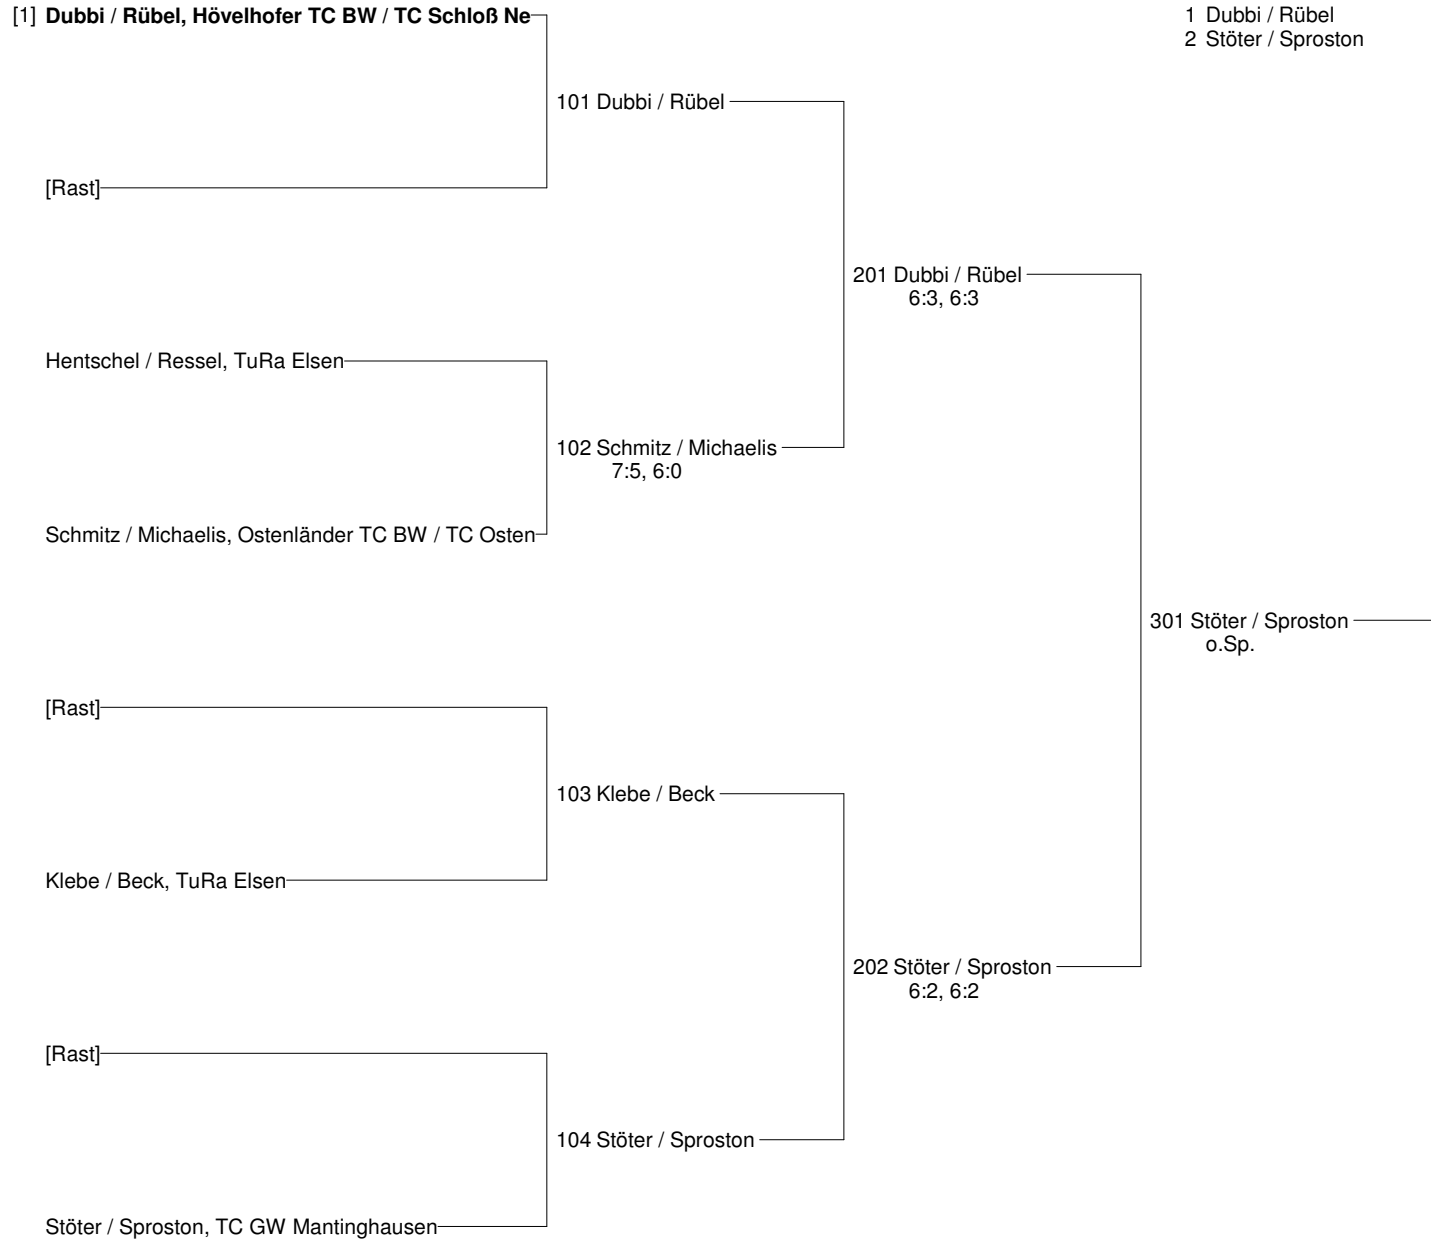 [1] Dubbi / Rübel, Hövelhofer TC BW / TC Schloß Ne
1 Dubbi / Rübel
2 Stöter / Sproston
101 Dubbi / Rübel
[Rast]
201 Dubbi / Rübel
6:3, 6:3
Hentschel / Ressel, TuRa Elsen
102 Schmitz / Michaelis
7:5, 6:0
Schmitz / Michaelis, Ostenländer TC BW / TC Osten
301 Stöter / Sproston
o.Sp.
[Rast]
103 Klebe / Beck
Klebe / Beck, TuRa Elsen
202 Stöter / Sproston
6:2, 6:2
[Rast]
104 Stöter / Sproston
Stöter / Sproston, TC GW Mantinghausen